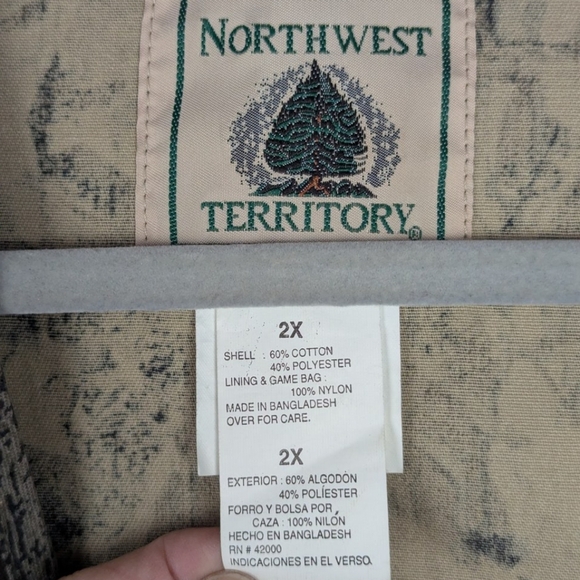 NORTHWEST
TERRITORY®
2X
SHELL : 60% COTTON
40% POLYESTER
LINING & GAME BAG :
100% NYLON
MADE IN BANGLADESH
OVER FOR CARE.
2X
EXTERIOR : 60% ALGODÓN
40% POLÍESTER
FORRO Y BOLSA POR
CAZA : 100% NILÓN
HECHO EN BANGLADESH
RN # 42000
INDICACIONES EN EL VERSO.